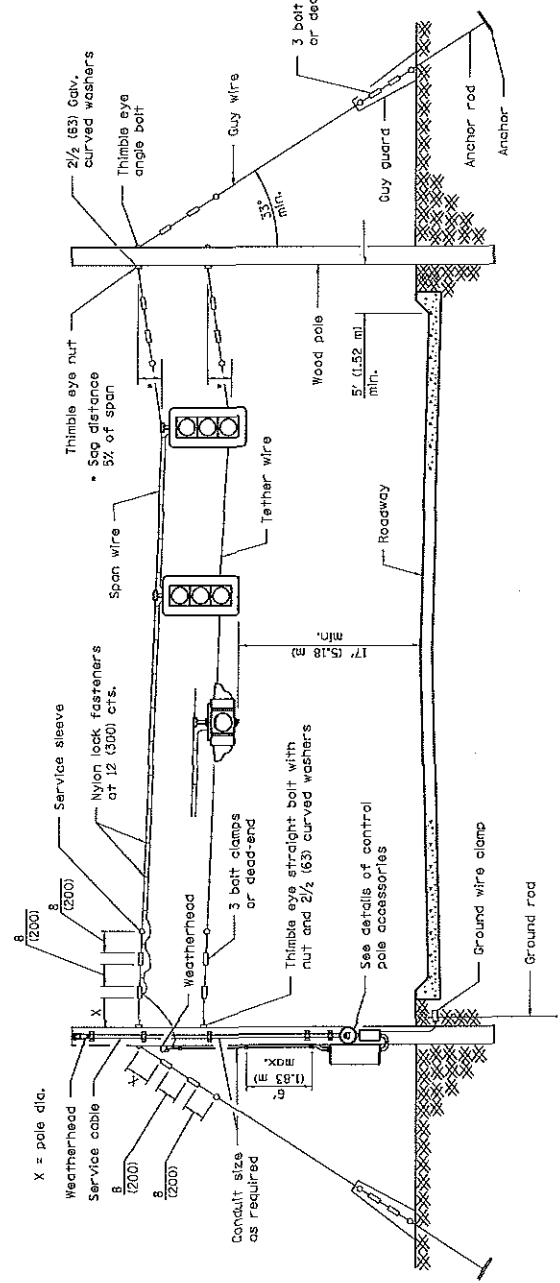 X = pole dia.
Weatherhead
Service cable
8
(200)
8
(200)
X
Conduit size
as required
8
(200)
8
(200)
X
Service sleeve
Nylon lock fasteners
at 12 (300) cts.
Weatherhead
3 bolt clamps
or dead-end
Thimble eye straight bolt with
nut and 2½ (63) curved washers
6'
(1.83 m)
max.
See details of control
pole accessories
Ground wire clamp
Ground rod
Span wire
Tether wire
17' (5.18 m)
min.
Roadway
Thimble eye nut
* Sag distance
5% of span
*
*
2½ (63) Galv.
curved washers
Thimble eye
angle bolt
Wood pole
5' (1.52 m)
min.
33°
min.
Guy wire
3 bolt
or dea
Guy guard
Anchor rod
Anchor